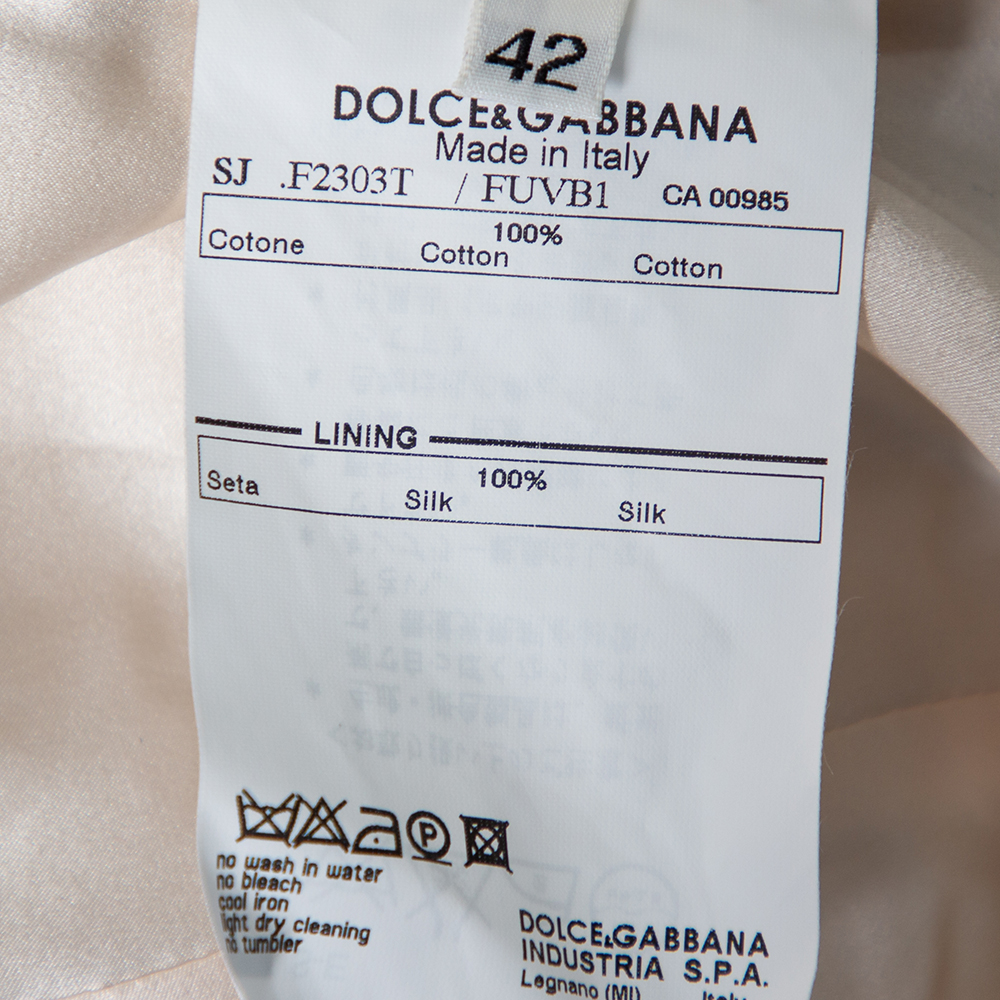 42
DOLCE&GABBANA
Made in Italy
SJ .F2303T / FUVB1 CA 00985
100%
Cotone Cotton Cotton
LINING
100%
Seta Silk Silk
P
no wash in water
no bleach
cool iron
light dry cleaning
no tumbler
DOLCE&GABBANA
INDUSTRIA S.P.A.
Legnano (MI) Italy